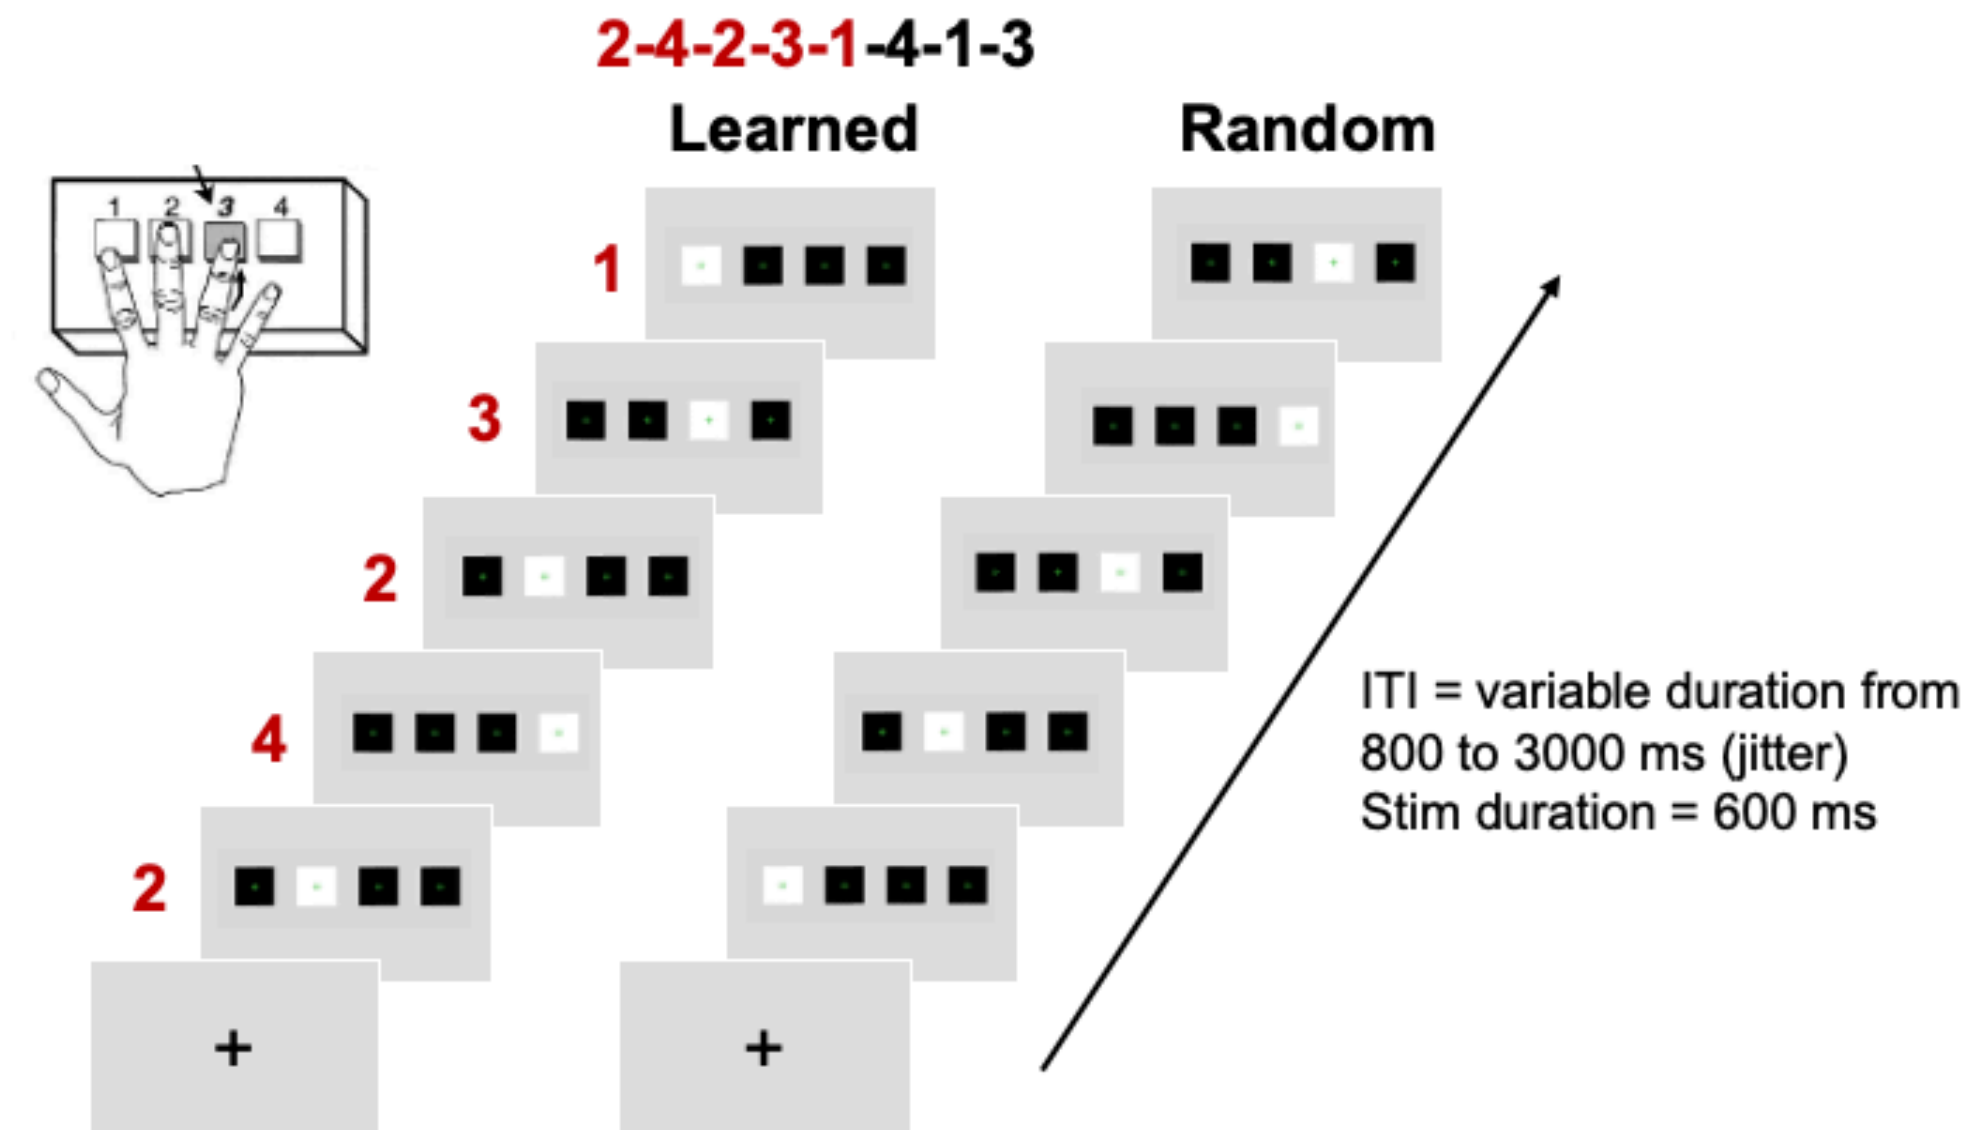 2-4-2-3-1-4-1-3
Learned
Random
1 2 3 4
1
3
2
4
2
+
+
ITI = variable duration from
800 to 3000 ms (jitter)
Stim duration = 600 ms